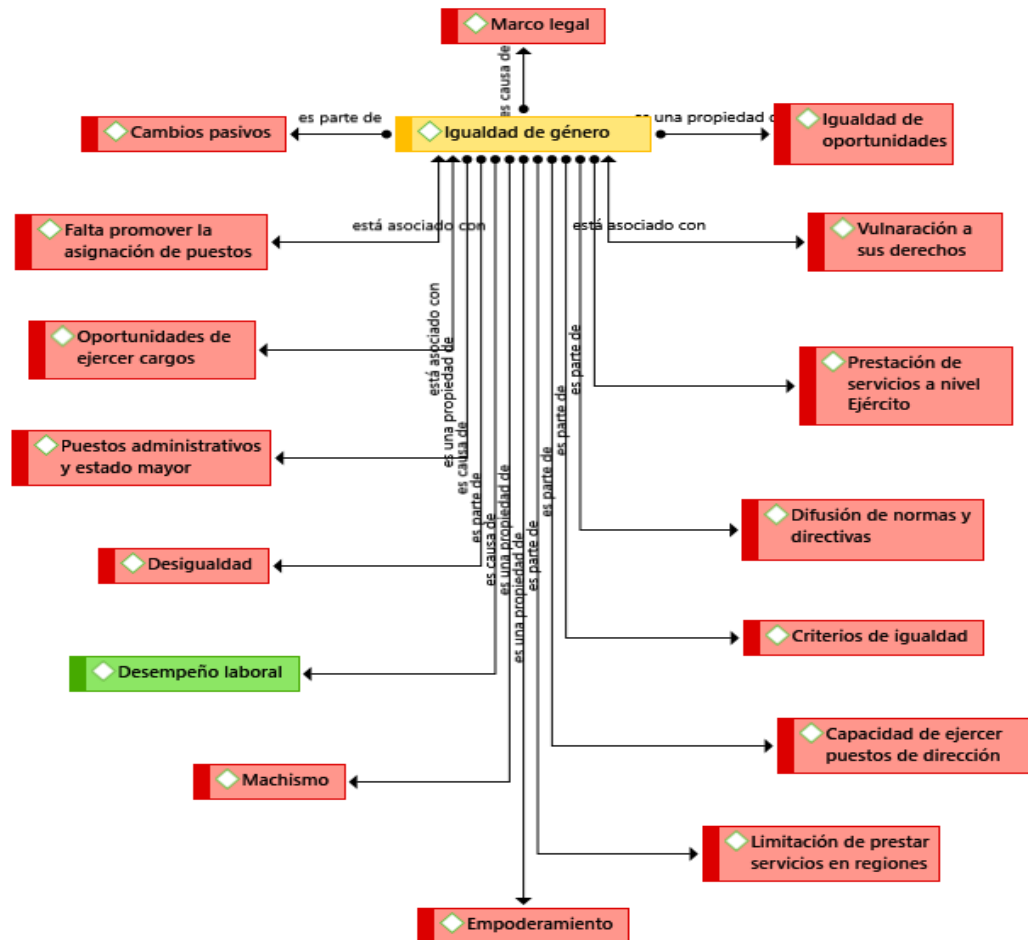 Marco legal
es causa de
es parte de
Cambios pasivos
Igualdad de género
es una propiedad d
Igualdad de
oportunidades
Falta promover la
asignación de puestos
está asociado con
está asociado con
Vulnaración a
sus derechos
Oportunidades de
ejercer cargos
está asociado con
es una propiedad de
es causa de
es parte de
es causa de
es una propiedad de
es una propiedad de
es parte de
es parte de
es parte de
es parte de
Prestación de
servicios a nivel
Ejército
Puestos administrativos
y estado mayor
Difusión de normas y
directivas
Desigualdad
Criterios de igualdad
Desempeño laboral
Capacidad de ejercer
puestos de dirección
Machismo
Limitación de prestar
servicios en regiones
Empoderamiento